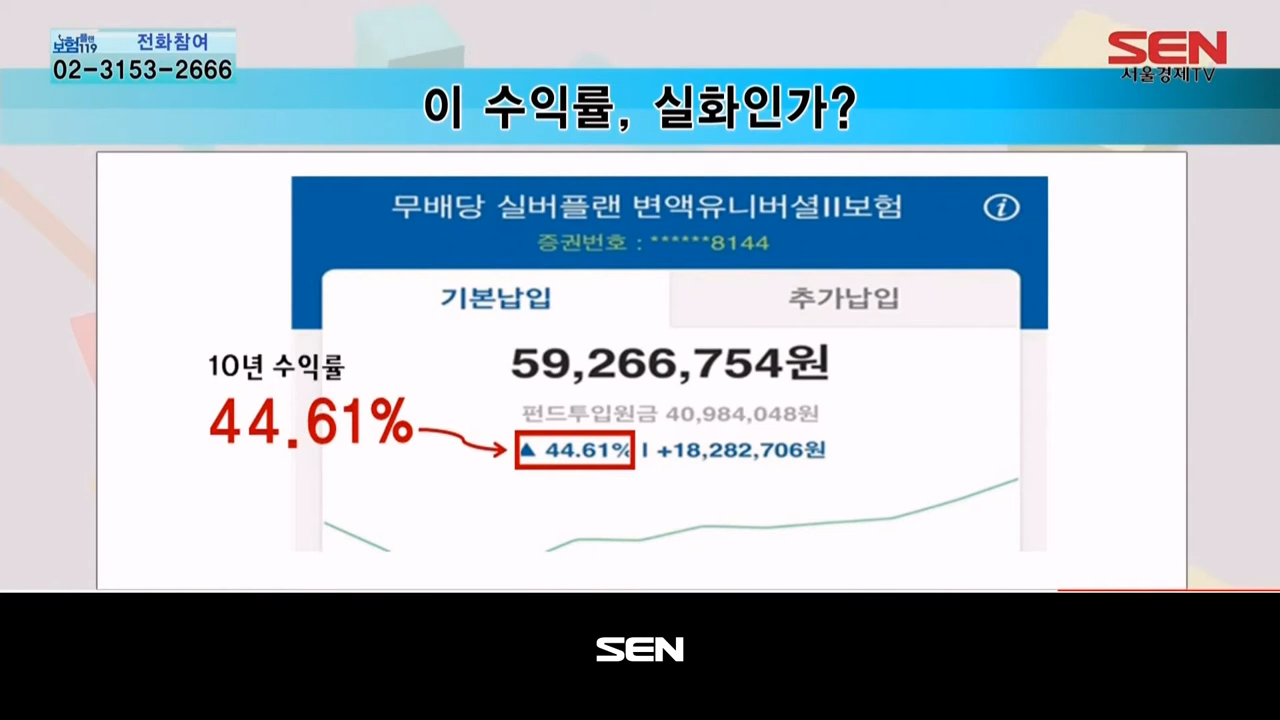 보험플랜119 전화참여
02-3153-2666
SEN
서울경제TV
이 수익률, 실화인가?
무배당 실버플랜 변액유니버셜II보험
i
증권번호 : ******8144
기본납입 추가납입
10년 수익률
44.61%
59,266,754원
펀드투입원금 40,984,048원
▲ 44.61% | +18,282,706원
SEN